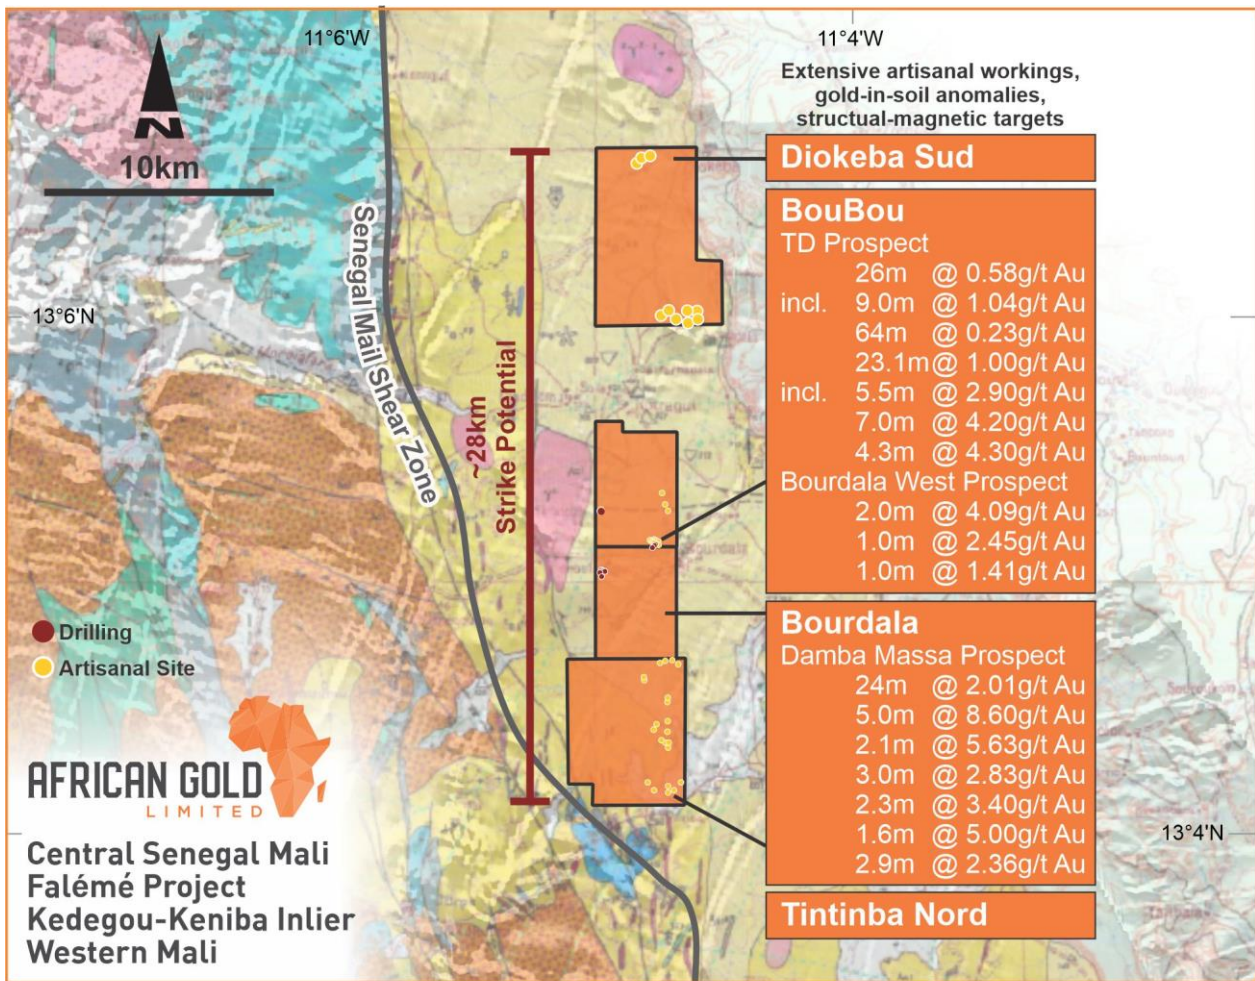 11°6'W
11°4'W
N
10km
Extensive artisanal workings,
gold-in-soil anomalies,
structual-magnetic targets
Diokeba Sud
BouBou
TD Prospect
26m @ 0.58g/t Au
incl. 9.0m @ 1.04g/t Au
64m @ 0.23g/t Au
23.1m @ 1.00g/t Au
incl. 5.5m @ 2.90g/t Au
7.0m @ 4.20g/t Au
4.3m @ 4.30g/t Au
Bourdala West Prospect
2.0m @ 4.09g/t Au
1.0m @ 2.45g/t Au
1.0m @ 1.41g/t Au
Bourdala
Damba Massa Prospect
24m @ 2.01g/t Au
5.0m @ 8.60g/t Au
2.1m @ 5.63g/t Au
3.0m @ 2.83g/t Au
2.3m @ 3.40g/t Au
1.6m @ 5.00g/t Au
2.9m @ 2.36g/t Au
Tintinba Nord
13°6'N
13°4'N
Senegal Mail Shear Zone
~28km
Strike Potential
Drilling
Artisanal Site
AFRICAN GOLD
LIMITED
Central Senegal Mali
Falémé Project
Kedegou-Keniba Inlier
Western Mali